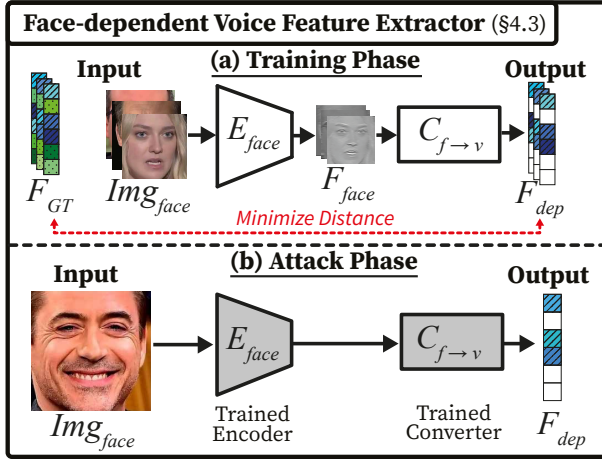 Face-dependent Voice Feature Extractor (§4.3)
(a) Training Phase
Input
Output
F_GT
Img_face
E_face
F_face
C_f→v
F_dep
Minimize Distance
(b) Attack Phase
Input
Output
Img_face
E_face
C_f→v
F_dep
Trained
Encoder
Trained
Converter